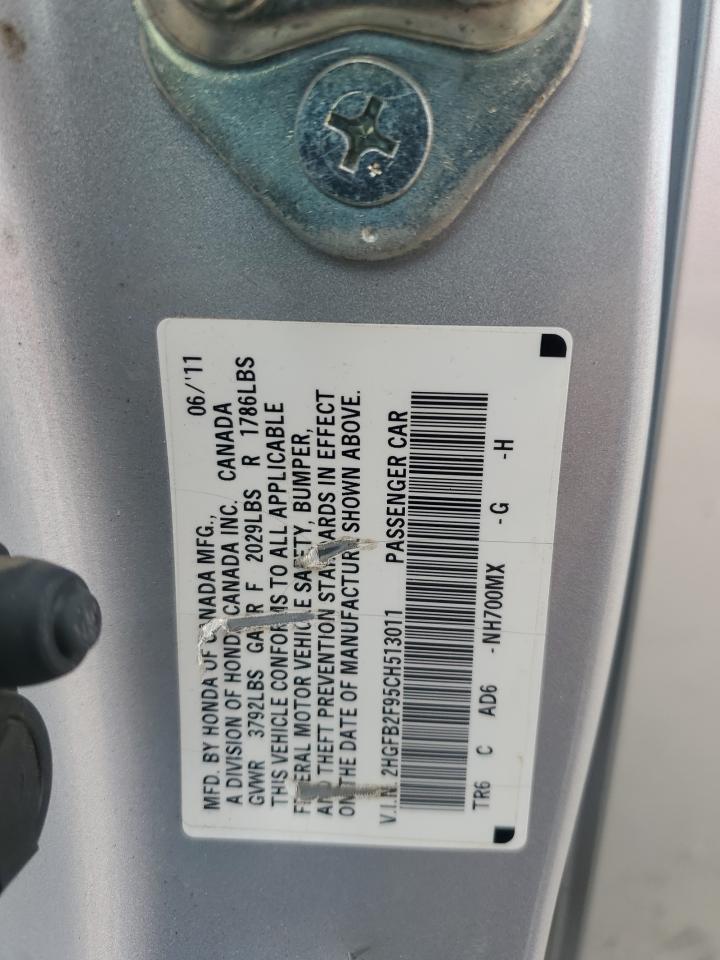 MFD. BY HONDA OF CANADA MFG., 06/'11
A DIVISION OF HONDA CANADA INC. CANADA
GVWR 3792LBS GAWR F 2029LBS R 1786LBS
THIS VEHICLE CONFORMS TO ALL APPLICABLE
FEDERAL MOTOR VEHICLE SAFETY, BUMPER,
AND THEFT PREVENTION STANDARDS IN EFFECT
ON THE DATE OF MANUFACTURE SHOWN ABOVE.
V.I.N. 2HGFB2F95CH513011 PASSENGER CAR
TR6 C AD6 -NH700MX -G -H